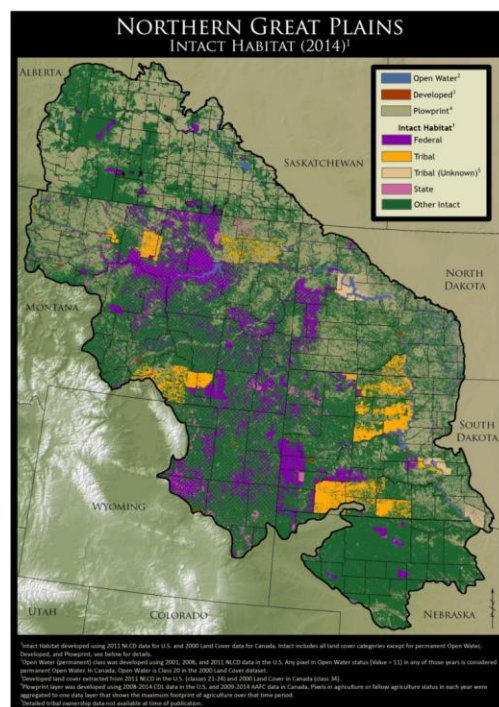 NORTHERN GREAT PLAINS
INTACT HABITAT (2014)¹
ALBERTA
Open Water²
Developed³
Plowprint⁴
Intact Habitat¹
Federal
Tribal
Tribal (Unknown)⁵
State
Other Intact
SASKATCHEWAN
NORTH
DAKOTA
MONTANA
SOUTH
DAKOTA
WYOMING
UTAH
COLORADO
NEBRASKA
¹Intact Habitat developed using 2011 NLCD data for U.S. and 2000 Land Cover data for Canada. Intact includes all land cover categories except for permanent Open Water,
Developed, and Plowprint, see below for details.
²Open Water (permanent) class was developed using 2001, 2006, and 2011 NLCD data in the U.S. Any pixel in Open Water status (Value = 11) in any of those years is considered
permanent Open Water. In Canada, Open Water is Class 20 in the 2000 Land Cover dataset.
³Developed land cover extracted from 2011 NLCD in the U.S. (classes 21-24) and 2000 Land Cover in Canada (class 34).
⁴Plowprint layer was developed using 2008-2014 CDL data in the U.S. and 2009-2014 AAFC data in Canada. Pixels in agriculture or fallow agriculture status in each year were
aggregated to one data layer that shows the maximum footprint of agriculture over that time period.
⁵Detailed tribal ownership data not available at time of publication.